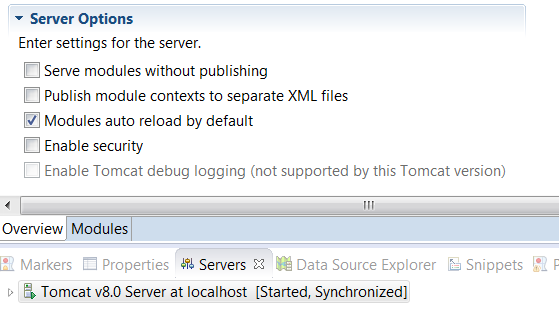 Server Options
Enter settings for the server.
Serve modules without publishing
Publish module contexts to separate XML files
Modules auto reload by default
Enable security
Enable Tomcat debug logging (not supported by this Tomcat version)
Overview Modules
Markers Properties Servers Data Source Explorer Snippets
Tomcat v8.0 Server at localhost [Started, Synchronized]